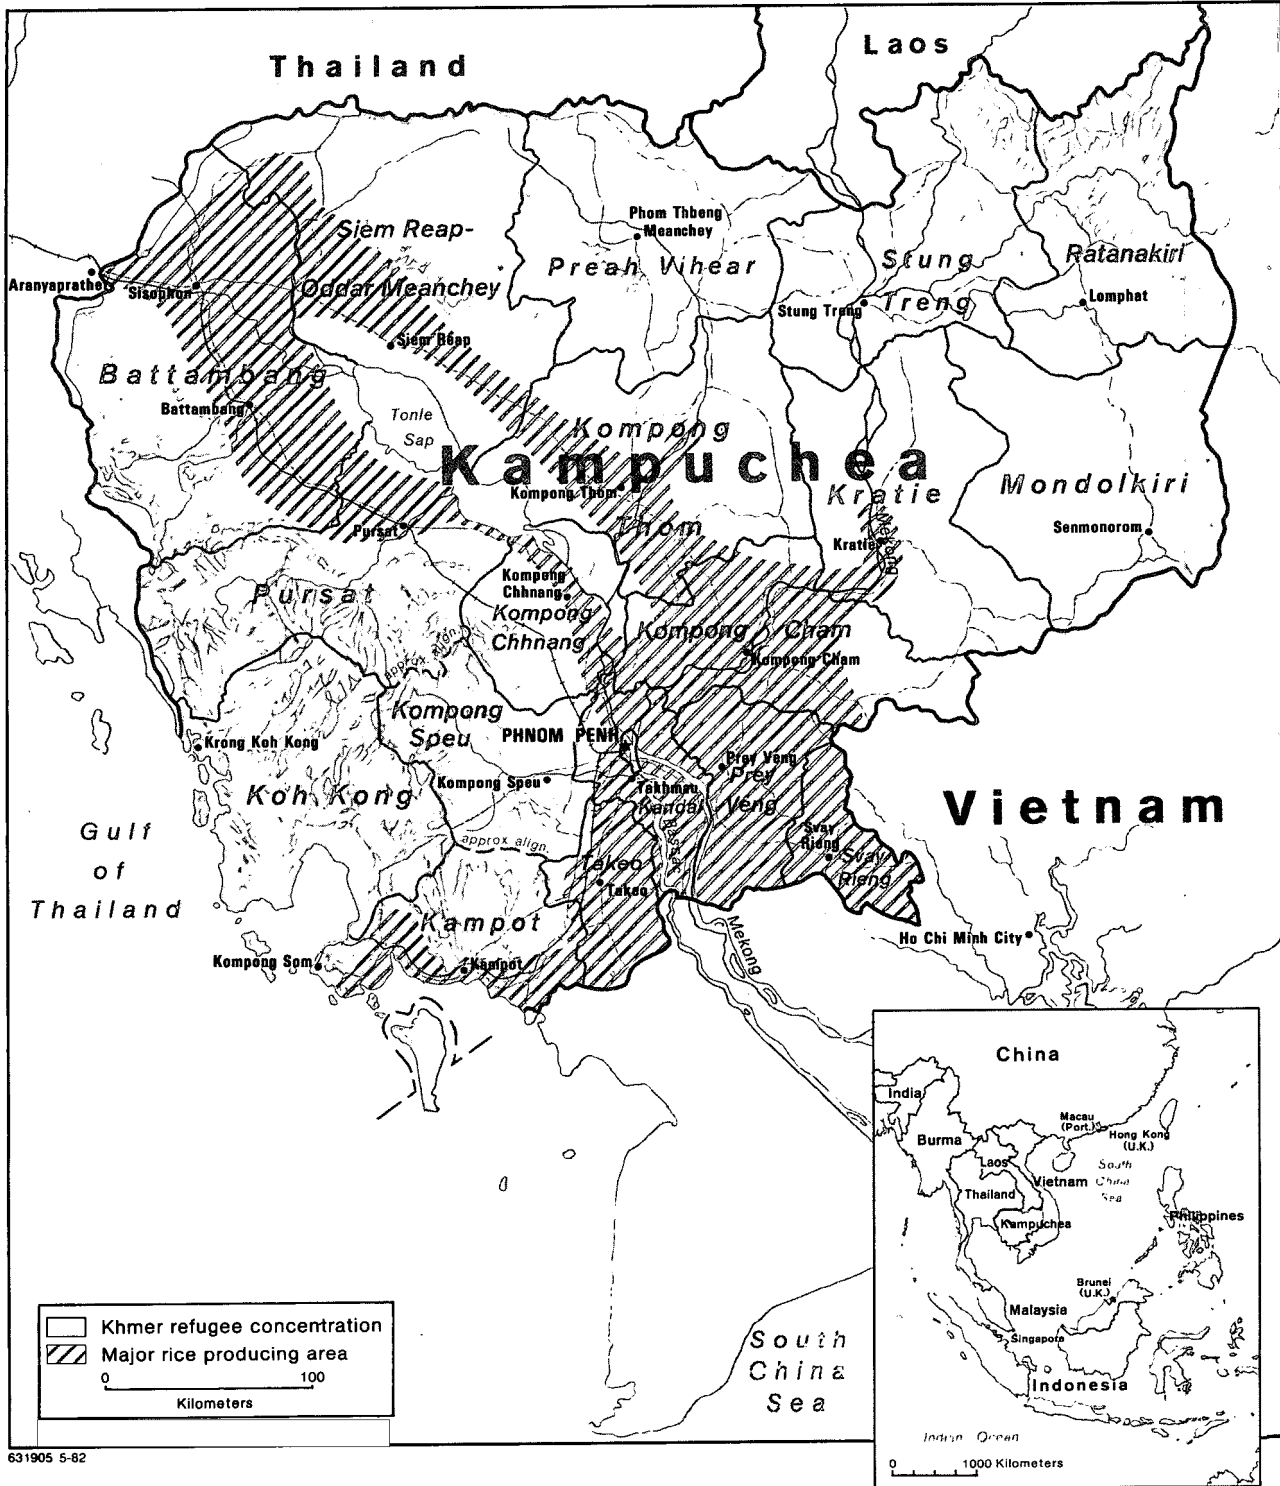 Thailand
Laos
Siem Reap-
Oddar Meanchey
Phom Thbeng
Meanchey
Preah Vihear
Stung
Treng
Ratanakiri
Aranyaprathet
Sisophon
Stung Treng
Lomphat
Siem Reap
Battambang
Battambang
Tonle
Sap
Kompong
Thom
Kampuchea
Kompong Thom
Kratie
Mondolkiri
Senmonorom
Kratie
Mekong
Pursat
Pursat
Kompong
Chhnang
Kompong
Chhnang
Kompong Cham
Kompong Cham
approx align.
Kompong
Speu
PHNOM PENH
Krong Koh Kong
Koh Kong
Kompong Speu
Takhmau
Kandal
Prey Veng
Prey
Veng
Bassac
Svay
Rieng
Svay
Rieng
Vietnam
Gulf
of
Thailand
approx align.
Takeo
Takeo
Kampot
Kompong Som
Kampot
Mekong
Ho Chi Minh City
China
India
Burma
Macau
(Port.)
Hong Kong
(U.K.)
Laos
South
China
Sea
Vietnam
Thailand
Kampuchea
Philippines
Brunei
(U.K.)
Malaysia
Singapore
Indonesia
Indian Ocean
0 1000 Kilometers
South
China
Sea
Khmer refugee concentration
Major rice producing area
0 100
Kilometers
631905 5-82